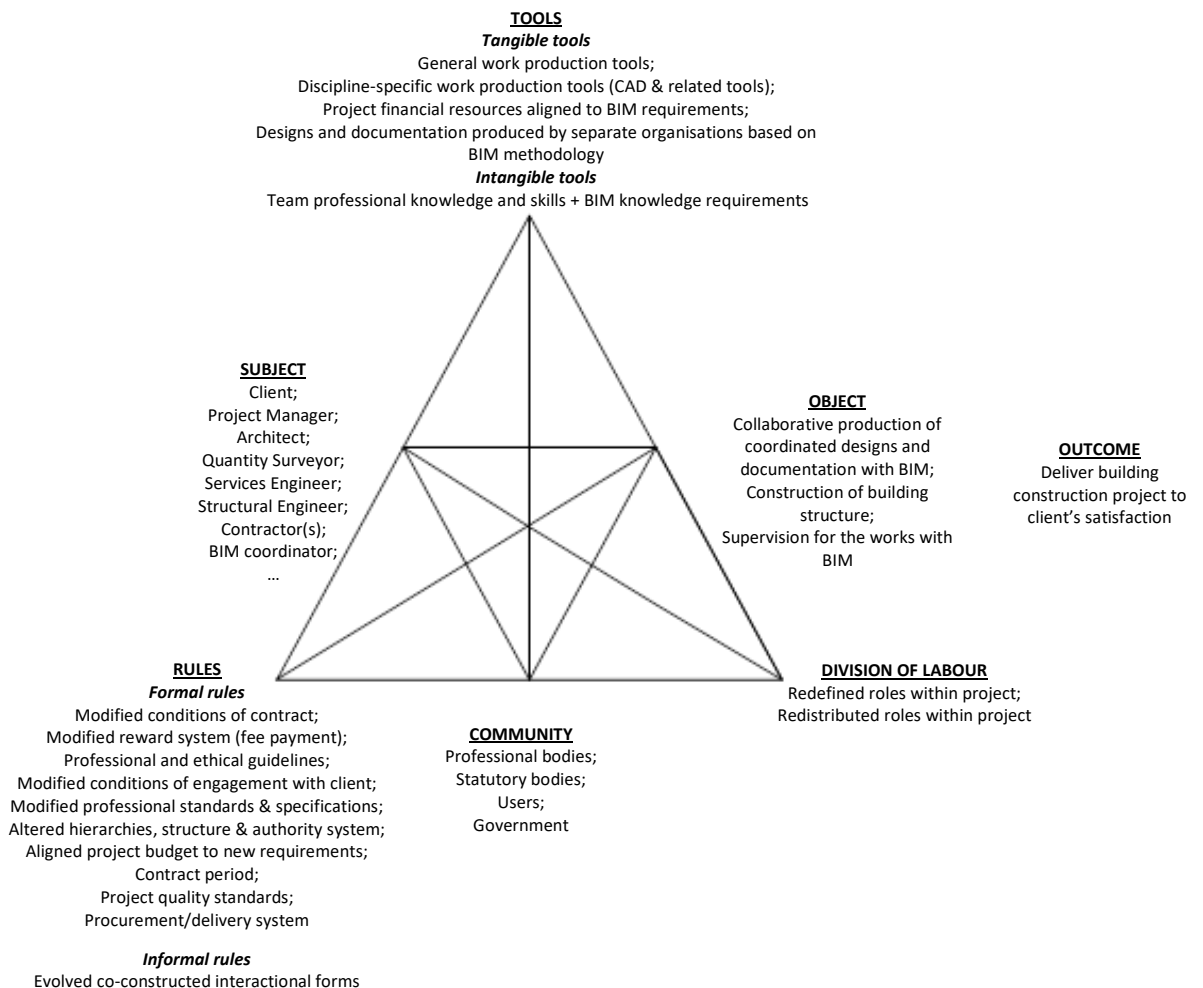 TOOLS
Tangible tools
General work production tools;
Discipline-specific work production tools (CAD & related tools);
Project financial resources aligned to BIM requirements;
Designs and documentation produced by separate organisations based on
BIM methodology
Intangible tools
Team professional knowledge and skills + BIM knowledge requirements
SUBJECT
Client;
Project Manager;
Architect;
Quantity Surveyor;
Services Engineer;
Structural Engineer;
Contractor(s);
BIM coordinator;
…
OBJECT
Collaborative production of
coordinated designs and
documentation with BIM;
Construction of building
structure;
Supervision for the works with
BIM
OUTCOME
Deliver building
construction project to
client’s satisfaction
RULES
Formal rules
Modified conditions of contract;
Modified reward system (fee payment);
Professional and ethical guidelines;
Modified conditions of engagement with client;
Modified professional standards & specifications;
Altered hierarchies, structure & authority system;
Aligned project budget to new requirements;
Contract period;
Project quality standards;
Procurement/delivery system
Informal rules
Evolved co-constructed interactional forms
COMMUNITY
Professional bodies;
Statutory bodies;
Users;
Government
DIVISION OF LABOUR
Redefined roles within project;
Redistributed roles within project